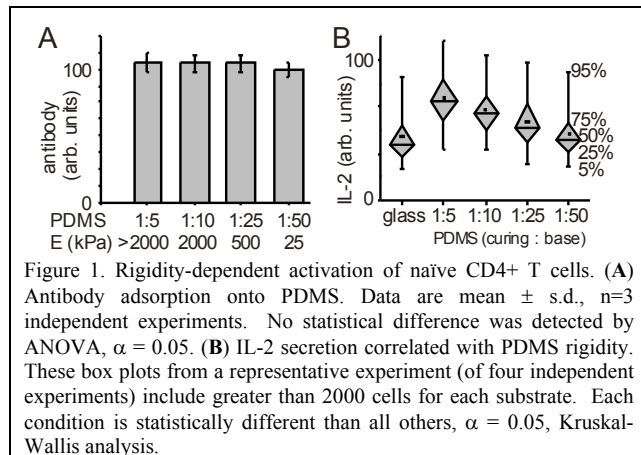 A
antibody
(arb. units)
100
0
PDMS 1:5 1:10 1:25 1:50
E (kPa) >2000 2000 500 25
B
IL-2 (arb. units)
100
0
95%
75%
50%
25%
5%
glass 1:5 1:10 1:25 1:50
PDMS (curing : base)
Figure 1. Rigidity-dependent activation of naïve CD4+ T cells. (A)
Antibody adsorption onto PDMS. Data are mean ± s.d., n=3
independent experiments. No statistical difference was detected by
ANOVA, α = 0.05. (B) IL-2 secretion correlated with PDMS rigidity.
These box plots from a representative experiment (of four independent
experiments) include greater than 2000 cells for each substrate. Each
condition is statistically different than all others, α = 0.05, Kruskal-
Wallis analysis.